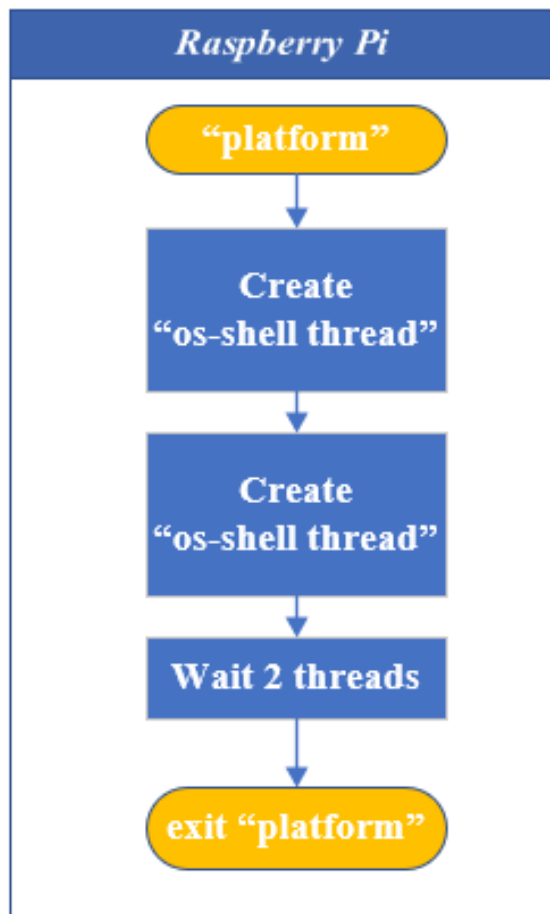 Raspberry Pi
“platform”
Create
“os-shell thread”
Create
“os-shell thread”
Wait 2 threads
exit “platform”